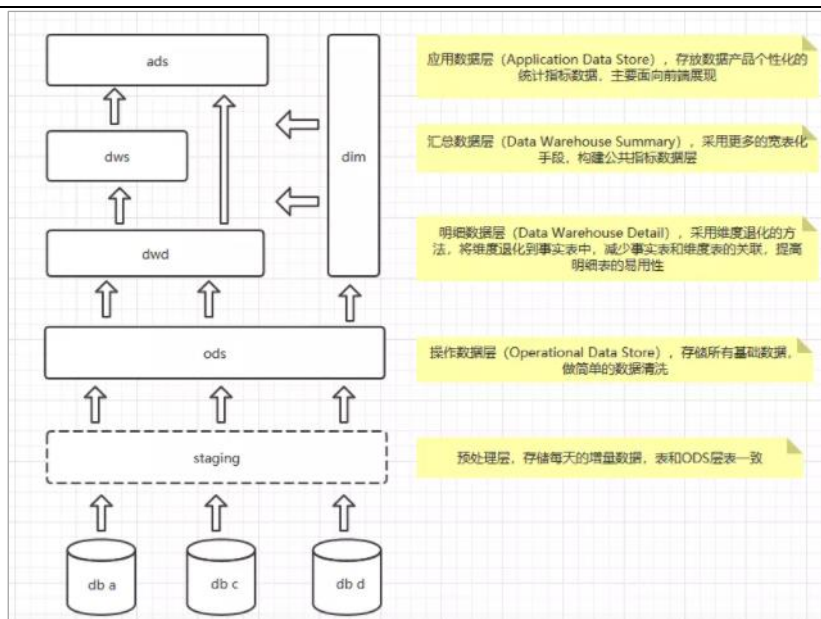 ads
应用数据层（Application Data Store），存放数据产品个性化的
统计指标数据，主要面向前端展现
dws
dim
汇总数据层（Data Warehouse Summary），采用更多的宽表化
手段，构建公共指标数据层
dwd
明细数据层（Data Warehouse Detail），采用维度退化的方
法，将维度退化到事实表中，减少事实表和维度表的关联，提高
明细表的易用性
ods
操作数据层（Operational Data Store），存储所有基础数据，
做简单的数据清洗
staging
预处理层，存储每天的增量数据，表和ODS层表一致
db a
db c
db d